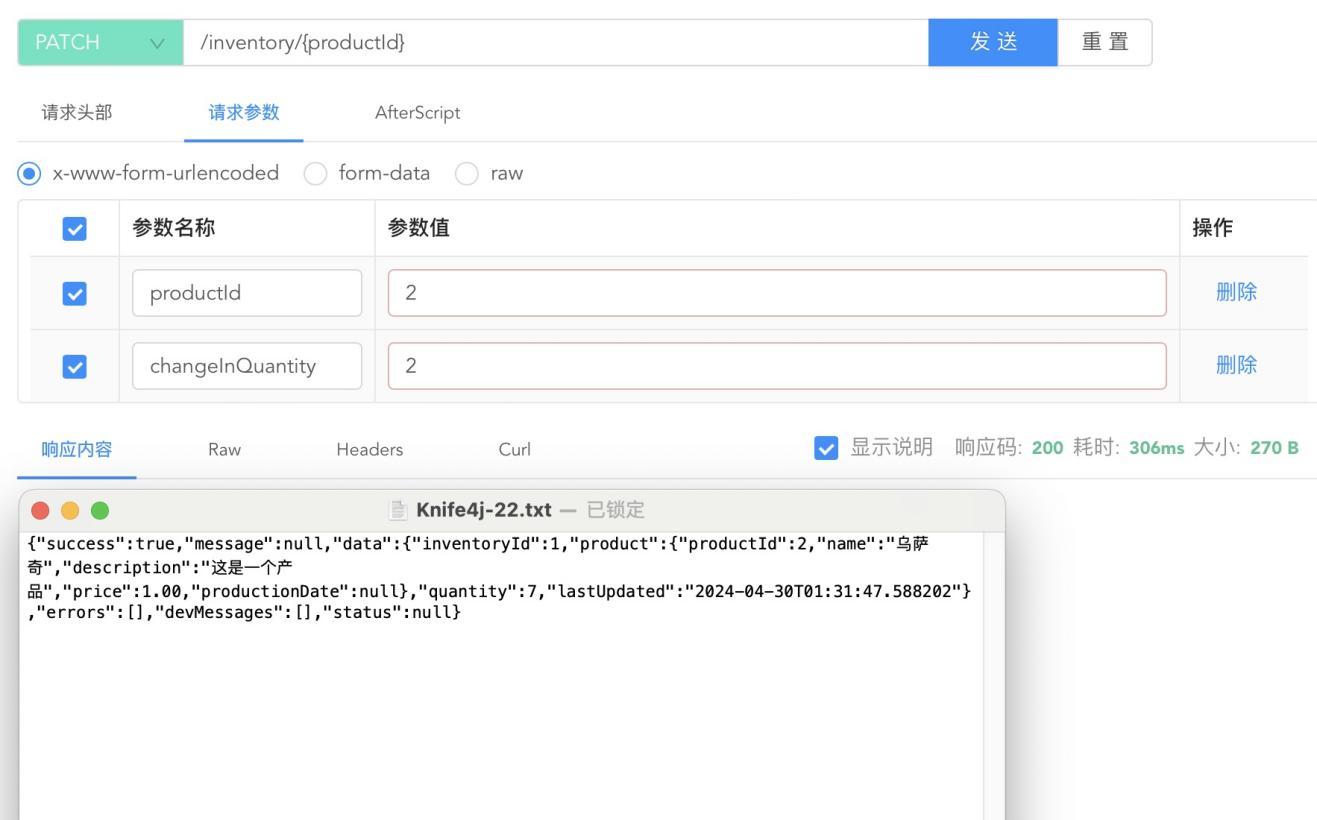 PATCH /inventory/{productId} 发 送 重 置
请求头部 请求参数 AfterScript
x-www-form-urlencoded form-data raw
参数名称 参数值 操作
productId 2 删除
changeInQuantity 2 删除
响应内容 Raw Headers Curl 显示说明 响应码: 200 耗时: 306ms 大小: 270 B
Knife4j-22.txt — 已锁定
{"success":true,"message":null,"data":{"inventoryId":1,"product":{"productId":2,"name":"乌萨
奇","description":"这是一个产
品","price":1.00,"productionDate":null},"quantity":7,"lastUpdated":"2024-04-30T01:31:47.588202"}
,"errors":[],"devMessages":[],"status":null}